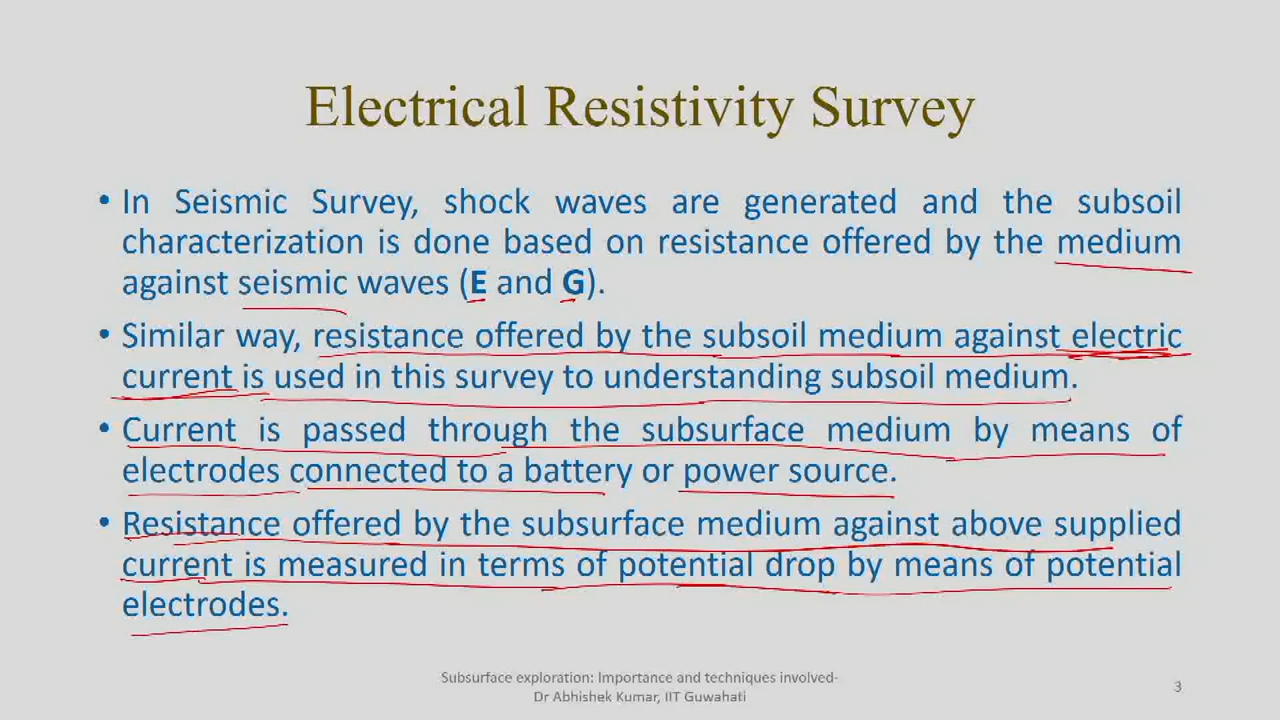 Electrical Resistivity Survey
• In Seismic Survey, shock waves are generated and the subsoil
characterization is done based on resistance offered by the medium
against seismic waves (E and G).
• Similar way, resistance offered by the subsoil medium against electric
current is used in this survey to understanding subsoil medium.
• Current is passed through the subsurface medium by means of
electrodes connected to a battery or power source.
• Resistance offered by the subsurface medium against above supplied
current is measured in terms of potential drop by means of potential
electrodes.
Subsurface exploration: Importance and techniques involved-
Dr Abhishek Kumar, IIT Guwahati
3